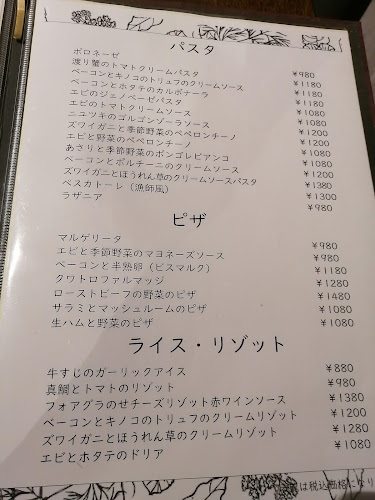 パスタ
ボロネーゼ ¥980
渡り蟹のトマトクリームパスタ ¥1180
ベーコンとキノコのトリュフのクリームソース ¥1180
ベーコンとホタテのカルボナーラ ¥1180
エビのジェノベーゼパスタ ¥1080
エビのトマトクリームソース ¥1080
ニョッキのゴルゴンゾーラソース ¥1200
ズワイガニと季節野菜のペペロンチーノ ¥1200
エビと野菜のペペロンチーノ ¥1080
あさりと季節野菜のボンゴレビアンコ ¥1080
ベーコンとポルチーニのクリームソース ¥1200
ズワイガニとほうれん草のクリームソースパスタ ¥1380
ペスカトーレ（漁師風） ¥1300
ラザニア ¥980
ピザ
マルゲリータ ¥980
エビと季節野菜のマヨネーズソース ¥980
ベーコンと半熟卵（ビスマルク） ¥1180
クワトロファルマッジ ¥1280
ローストビーフの野菜のピザ ¥1480
サラミとマッシュルームのピザ ¥1080
生ハムと野菜のピザ ¥1080
ライス・リゾット
牛すじのガーリックアイス ¥880
真鯛とトマトのリゾット ¥980
フォアグラのせチーズリゾット赤ワインソース ¥1380
ベーコンとキノコのトリュフのクリームリゾット ¥1200
ズワイガニとほうれん草のクリームリゾット ¥1280
エビとホタテのドリア ¥1080
は税込価格になり